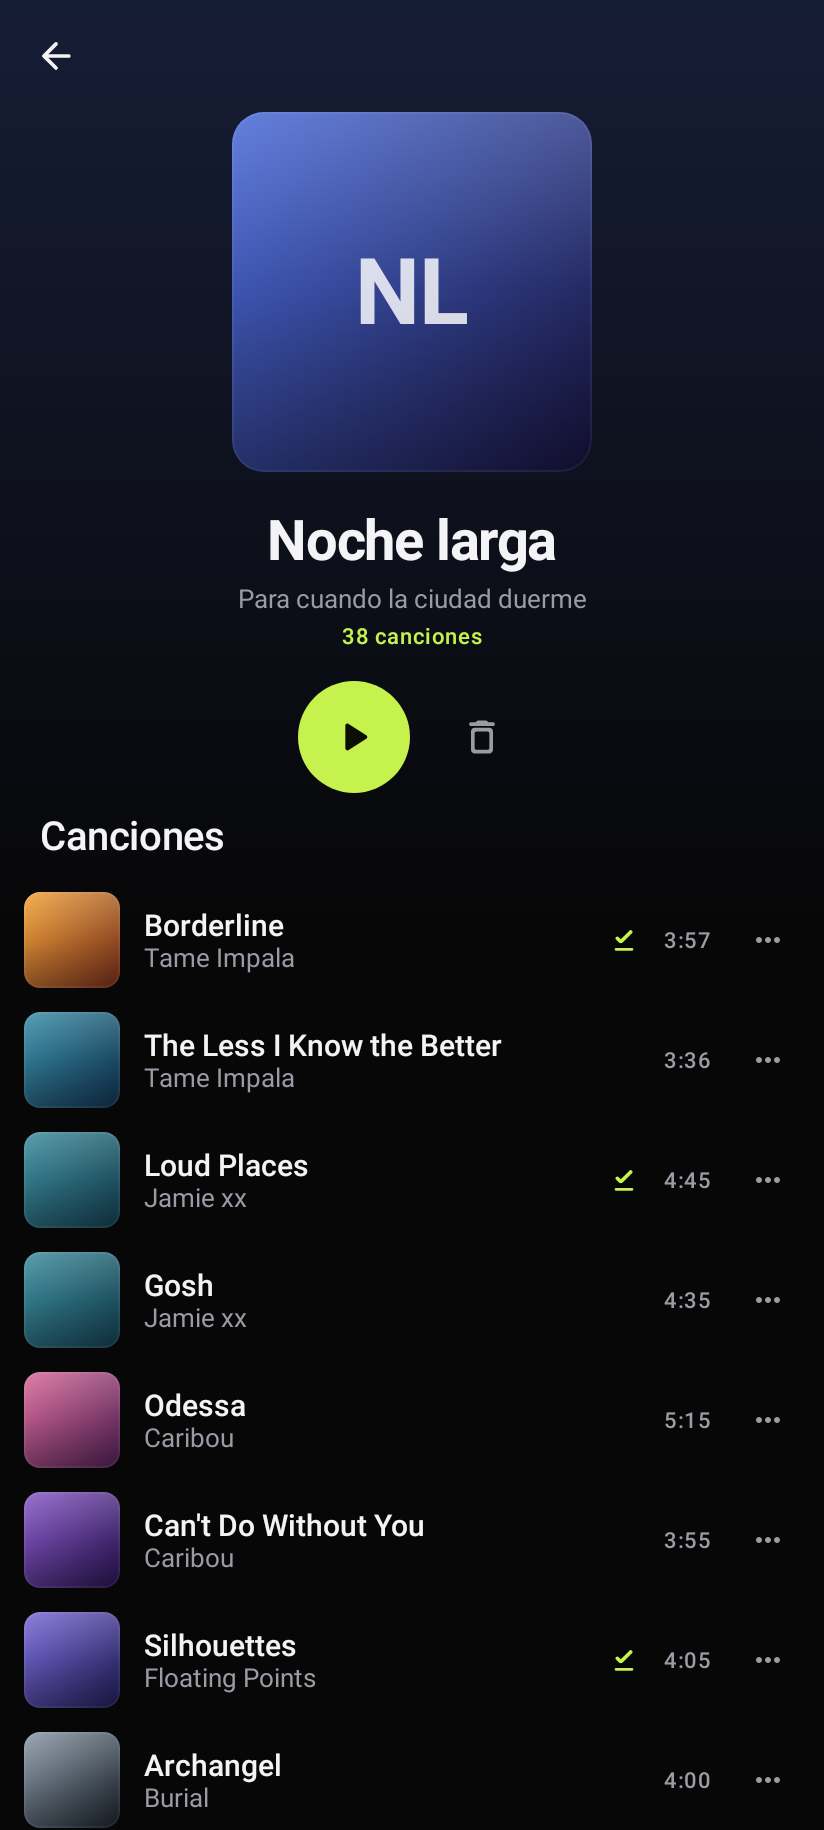 NL
Noche larga
Para cuando la ciudad duerme
38 canciones
Canciones
Borderline
Tame Impala
3:57
The Less I Know the Better
Tame Impala
3:36
Loud Places
Jamie xx
4:45
Gosh
Jamie xx
4:35
Odessa
Caribou
5:15
Can't Do Without You
Caribou
3:55
Silhouettes
Floating Points
4:05
Archangel
Burial
4:00